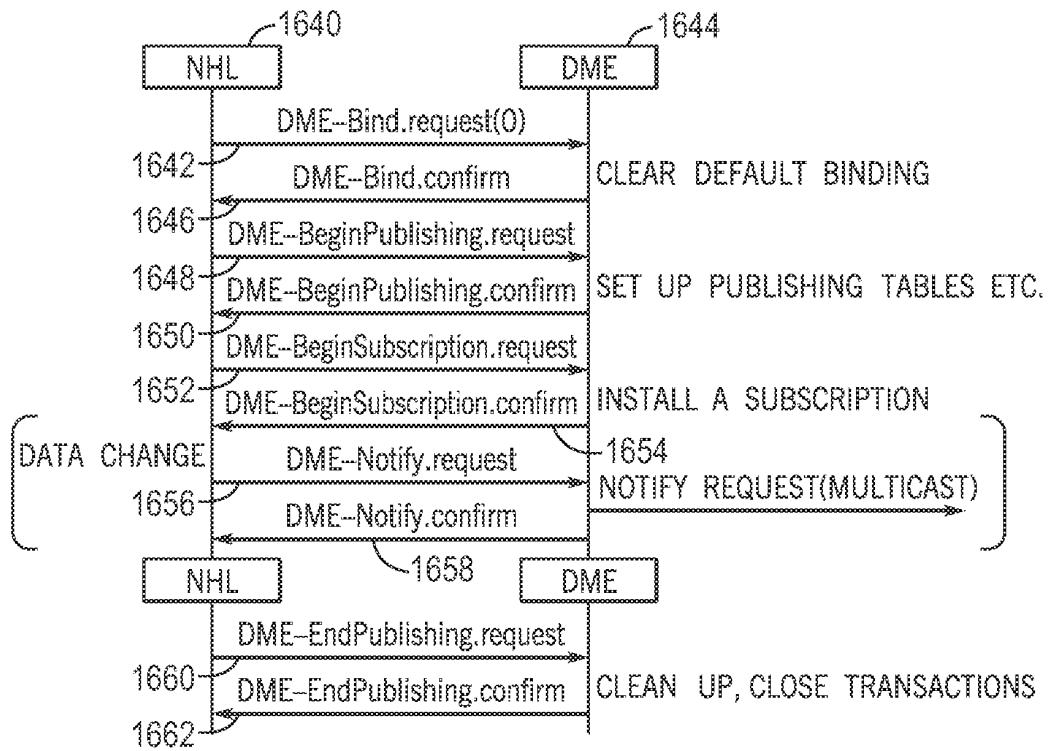 1640
1644
NHL
DME
DME-Bind.request(0)
1642
DME-Bind.confirm
CLEAR DEFAULT BINDING
1646
DME-BeginPublishing.request
1648
DME-BeginPublishing.confirm
SET UP PUBLISHING TABLES ETC.
1650
DME-BeginSubscription.request
1652
DME-BeginSubscription.confirm
INSTALL A SUBSCRIPTION
1654
DATA CHANGE
DME-Notify.request
1656
NOTIFY REQUEST(MULTICAST)
DME-Notify.confirm
1658
NHL
DME
DME-EndPublishing.request
1660
DME-EndPublishing.confirm
CLEAN UP, CLOSE TRANSACTIONS
1662